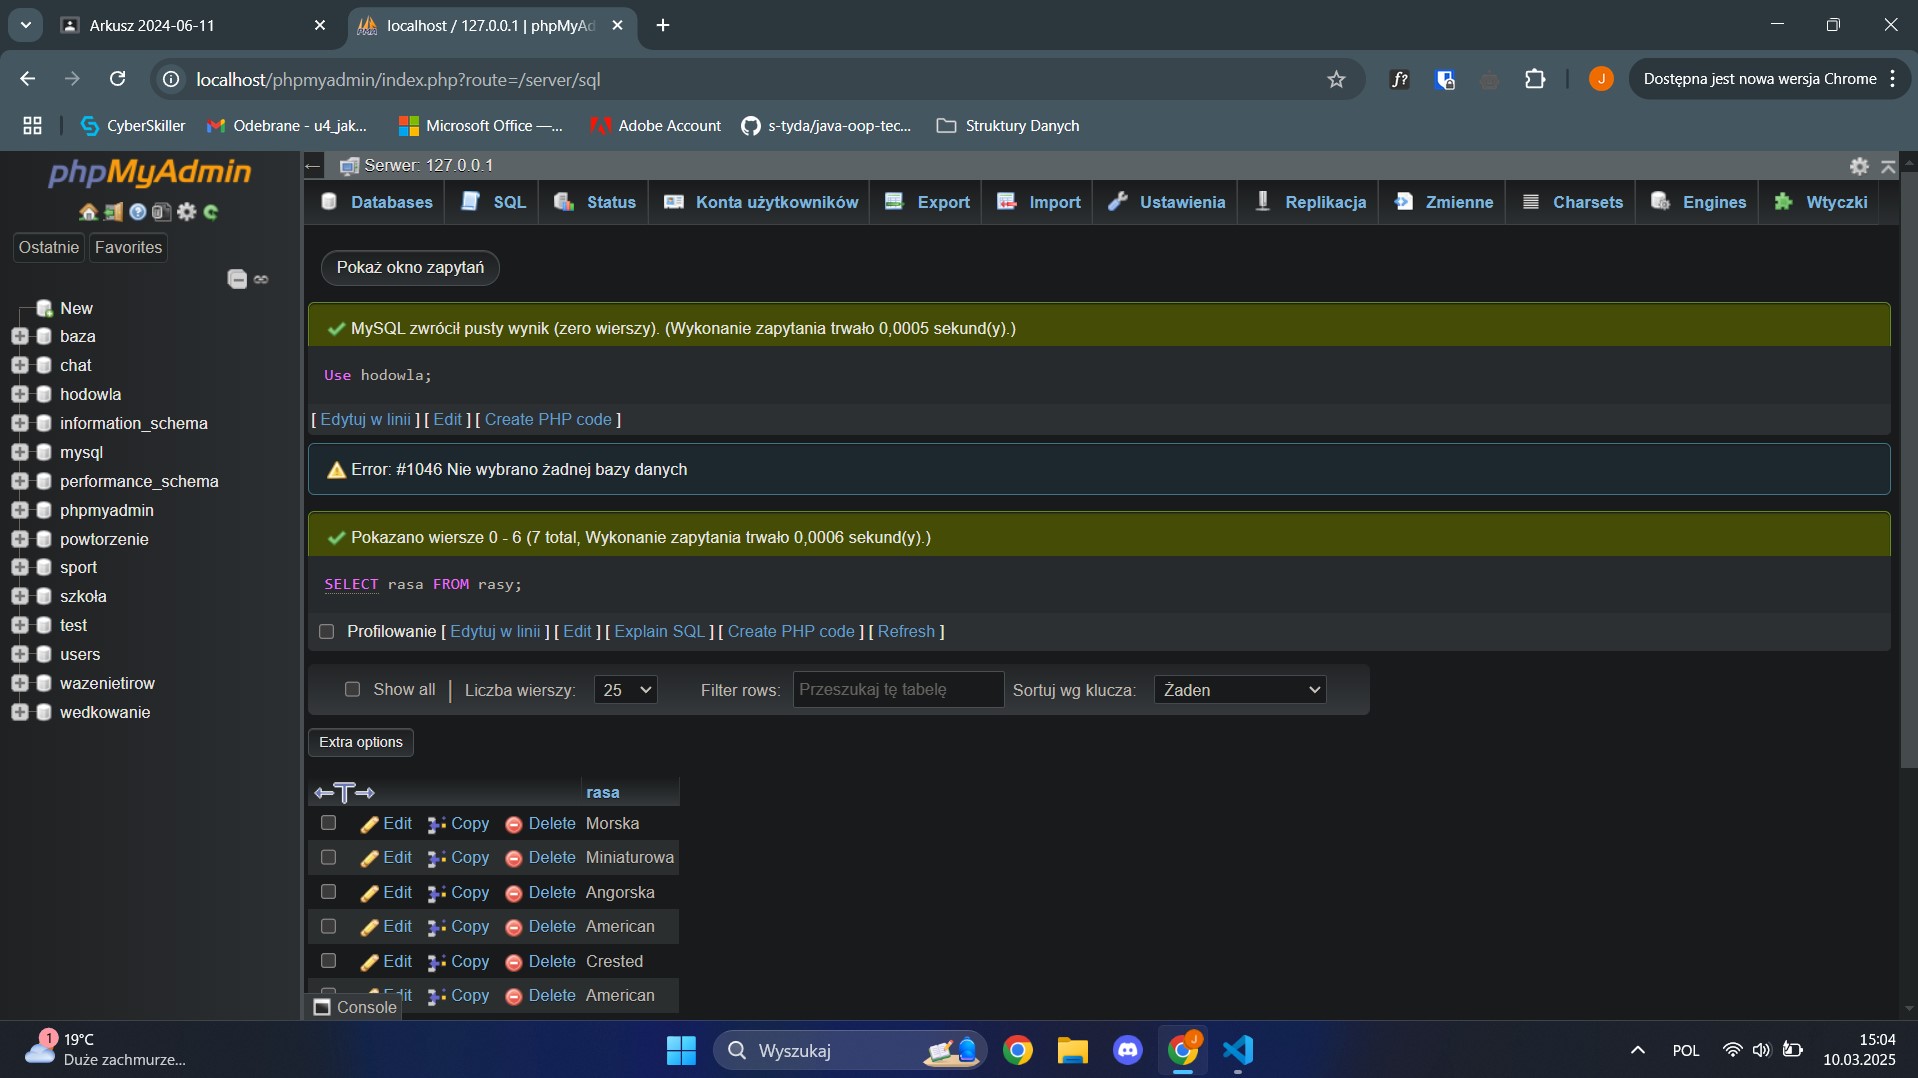 Arkusz 2024-06-11
localhost / 127.0.0.1 | phpMyAd
localhost/phpmyadmin/index.php?route=/server/sql
f?
J
Dostępna jest nowa wersja Chrome
CyberSkiller
Odebrane - u4_jak...
Microsoft Office —...
Adobe Account
s-tyda/java-oop-tec...
Struktury Danych
phpMyAdmin
Ostatnie
Favorites
New
baza
chat
hodowla
information_schema
mysql
performance_schema
phpmyadmin
powtorzenie
sport
szkoła
test
users
wazenietirow
wedkowanie
Serwer: 127.0.0.1
Databases
SQL
Status
Konta użytkowników
Export
Import
Ustawienia
Replikacja
Zmienne
Charsets
Engines
Wtyczki
Pokaż okno zapytań
MySQL zwrócił pusty wynik (zero wierszy). (Wykonanie zapytania trwało 0,0005 sekund(y).)
Use hodowla;
[ Edytuj w linii ] [ Edit ] [ Create PHP code ]
Error: #1046 Nie wybrano żadnej bazy danych
Pokazano wiersze 0 - 6 (7 total, Wykonanie zapytania trwało 0,0006 sekund(y).)
SELECT rasa FROM rasy;
Profilowanie [ Edytuj w linii ] [ Edit ] [ Explain SQL ] [ Create PHP code ] [ Refresh ]
Show all | Liczba wierszy: 25 Filter rows: Przeszukaj tę tabelę Sortuj wg klucza: Żaden
Extra options
←T→ rasa
Edit Copy Delete Morska
Edit Copy Delete Miniaturowa
Edit Copy Delete Angorska
Edit Copy Delete American
Edit Copy Delete Crested
Edit Copy Delete American
Console
1
19°C
Duże zachmurze...
Wyszukaj
J
POL
15:04
10.03.2025